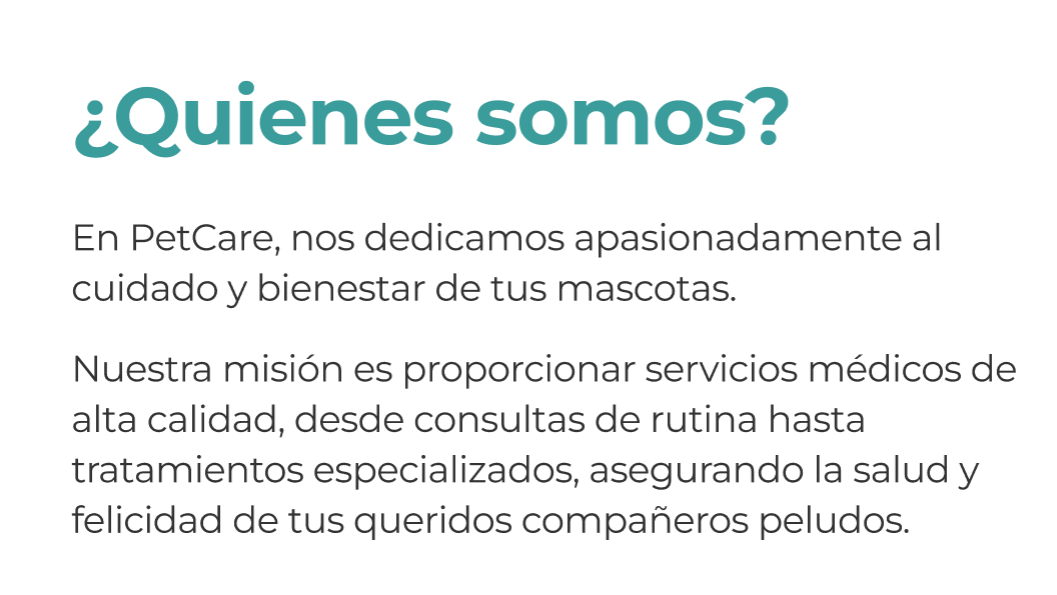 ¿Quienes somos?
En PetCare, nos dedicamos apasionadamente al
cuidado y bienestar de tus mascotas.
Nuestra misión es proporcionar servicios médicos de
alta calidad, desde consultas de rutina hasta
tratamientos especializados, asegurando la salud y
felicidad de tus queridos compañeros peludos.